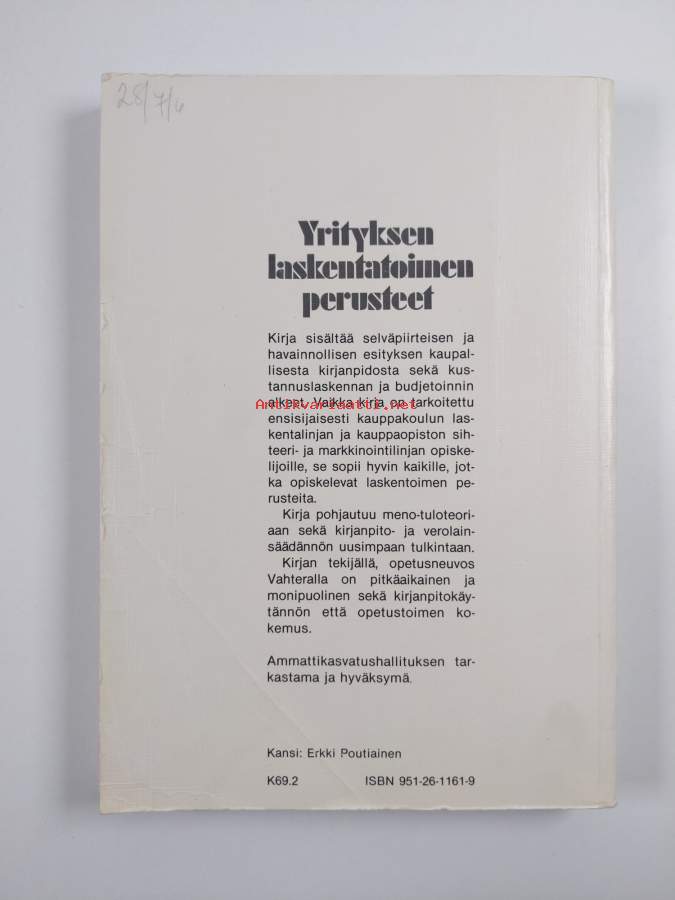 28/7/6
Yrityksen
laskentatoimen
perusteet
Kirja sisältää selväpiirteisen ja
havainnollisen esityksen kaupal-
lisesta kirjanpidosta sekä kus-
tannuslaskennan ja budjetoinnin
alkeet. Vaikka kirja on tarkoitettu
Antikvariaatti.net
ensisijaisesti kauppakoulun las-
kentalinjan ja kauppaopiston sih-
teeri- ja markkinointilinjan opiske-
lijoille, se sopii hyvin kaikille, jot-
ka opiskelevat laskentoimen pe-
rusteita.
Kirja pohjautuu meno-tuloteori-
aan sekä kirjanpito- ja verolain-
säädännön uusimpaan tulkintaan.
Kirjan tekijällä, opetusneuvos
Vahteralla on pitkäaikainen ja
monipuolinen sekä kirjanpitokäy-
tännön että opetustoimen ko-
kemus.
Ammattikasvatushallituksen tar-
kastama ja hyväksymä.
Kansi: Erkki Poutiainen
K69.2 ISBN 951-26-1161-9